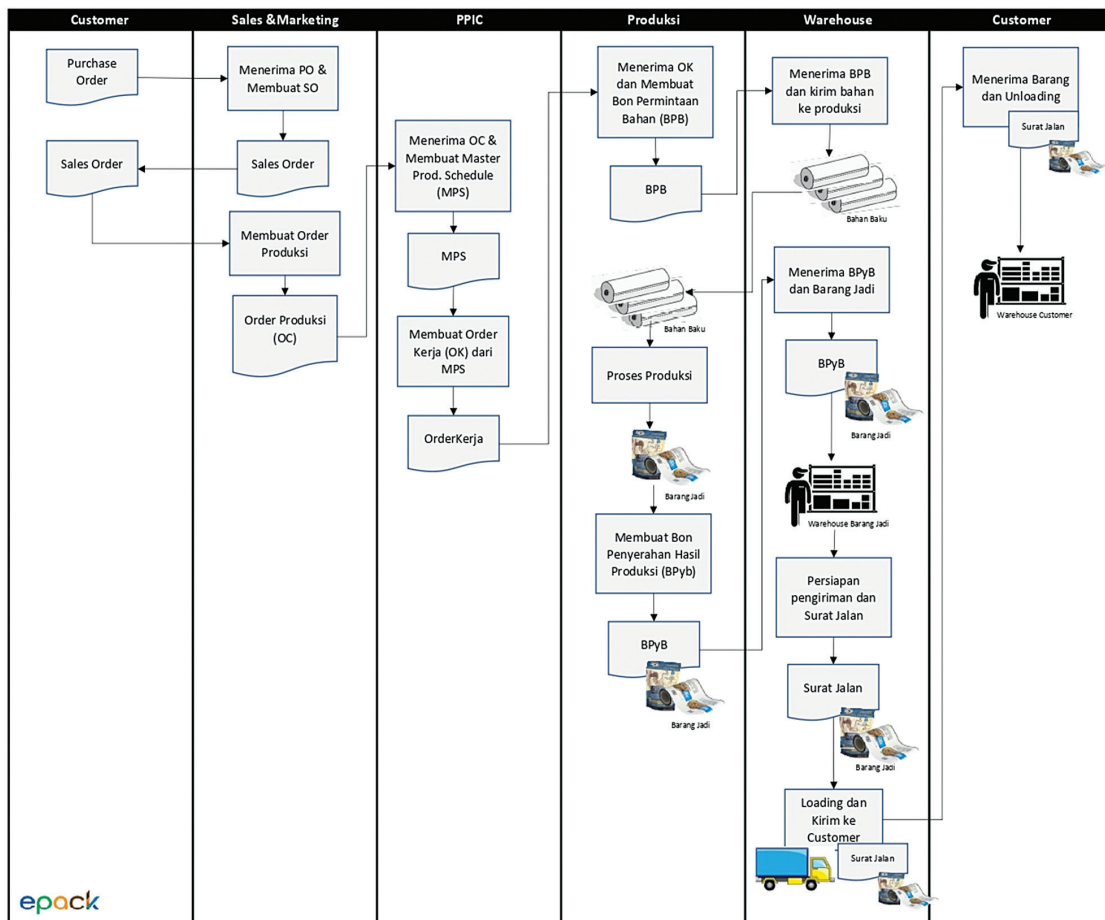 Customer
Sales &Marketing
PPIC
Produksi
Warehouse
Customer
Purchase
Order
Sales Order
Menerima PO &
Membuat SO
Sales Order
Membuat Order
Produksi
Order Produksi
(OC)
Menerima OC &
Membuat Master
Prod. Schedule
(MPS)
MPS
Membuat Order
Kerja (OK) dari
MPS
OrderKerja
Menerima OK
dan Membuat
Bon Permintaan
Bahan (BPB)
BPB
Bahan Baku
Proses Produksi
Barang Jadi
Membuat Bon
Penyerahan Hasil
Produksi (BPyb)
BPyB
Barang Jadi
Menerima BPB
dan kirim bahan
ke produksi
Bahan Baku
Menerima BPyB
dan Barang Jadi
BPyB
Barang Jadi
Warehouse Barang Jadi
Persiapan
pengiriman dan
Surat Jalan
Surat Jalan
Barang Jadi
Loading dan
Kirim ke
Customer
Surat Jalan
Menerima Barang
dan Unloading
Surat Jalan
Warehouse Customer
epack